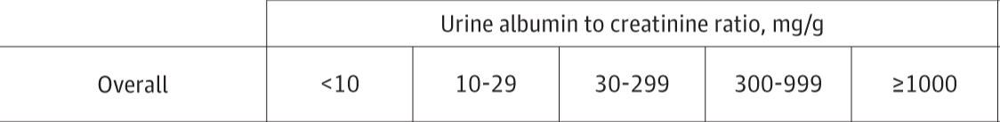 Urine albumin to creatinine ratio, mg/g
Overall <10 10-29 30-299 300-999 ≥1000